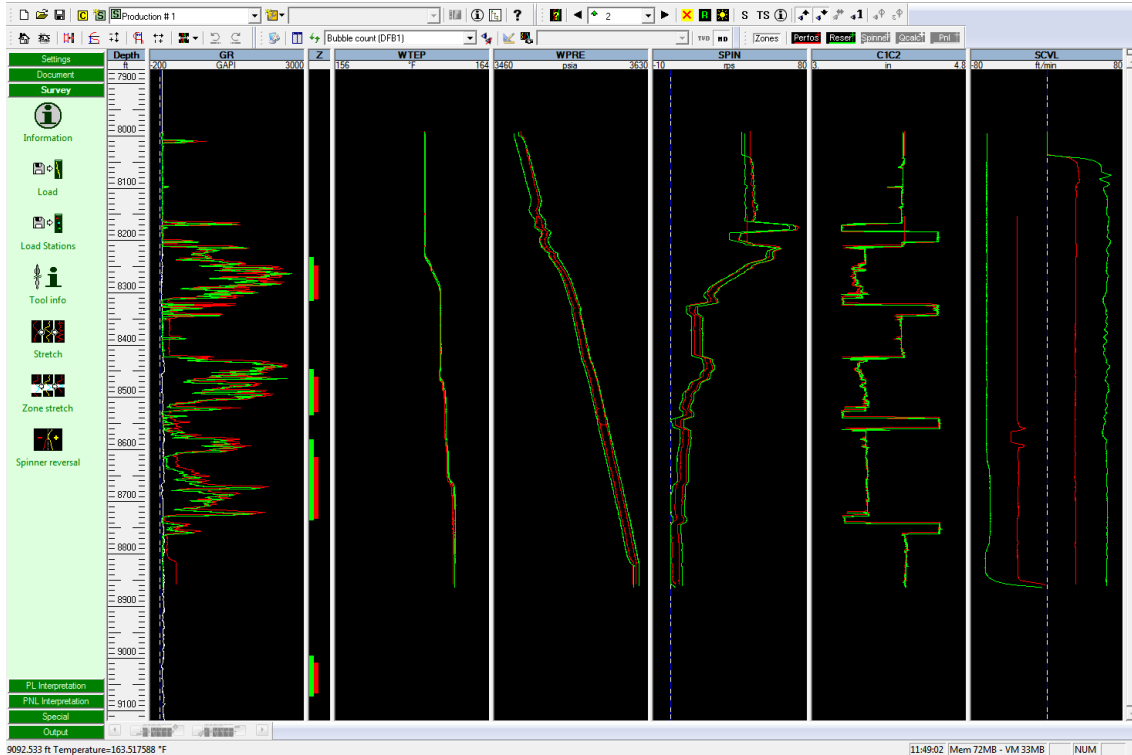 Production # 1
2
S TS
Bubble count (DFB1)
TVD MD Zones Perfos Reser Spinner Qcalc Pnl
Settings
Document
Survey
Information
Load
Load Stations
Tool info
Stretch
Zone stretch
Spinner reversal
PL Interpretation
PNL Interpretation
Special
Output
Depth GR Z WTEP WPRE SPIN C1C2 SCVL
ft -200 GAPI 3000 156 °F 164 3460 psia 3630 -10 rps 80 3. in 4.8 -80 ft/min 80
7900
8000
8100
8200
8300
8400
8500
8600
8700
8800
8900
9000
9100
9092.533 ft Temperature=163.517588 °F 11:49:02 Mem 72MB - VM 33MB NUM